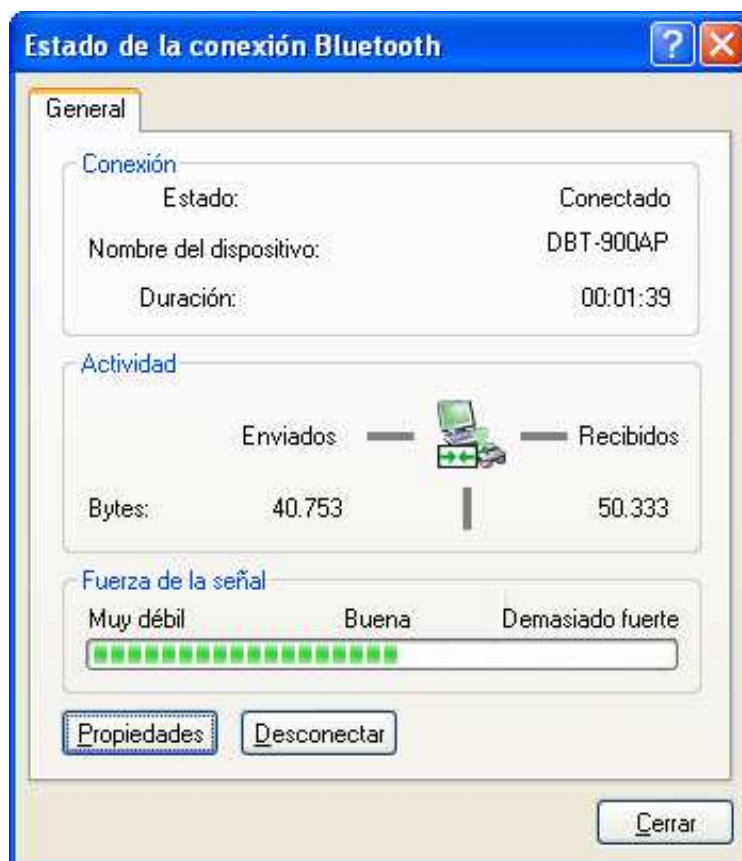 Estado de la conexión Bluetooth
General
Conexión
Estado: Conectado
Nombre del dispositivo: DBT-900AP
Duración: 00:01:39
Actividad
Enviados Recibidos
Bytes: 40.753 50.333
Fuerza de la señal
Muy débil Buena Demasiado fuerte
Propiedades Desconectar
Cerrar